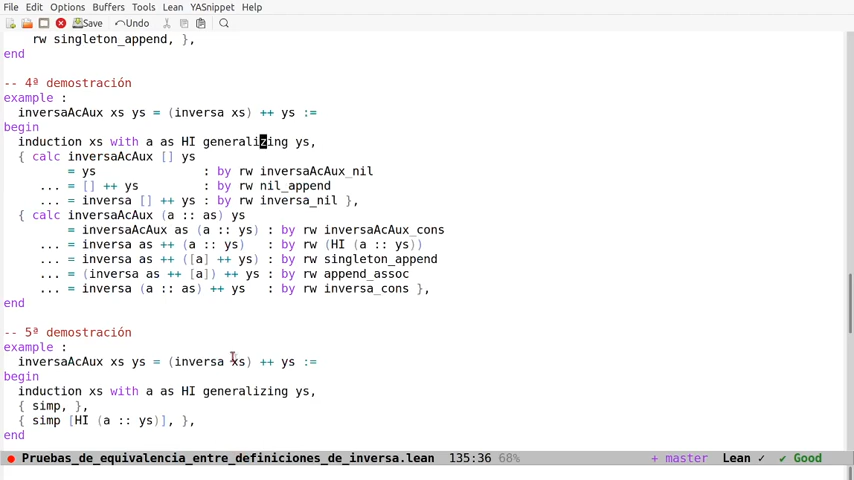 File Edit Options Buffers Tools Lean YASnippet Help
Save Undo
rw singleton_append, },
end
-- 4ª demostración
example :
inversaAcAux xs ys = (inversa xs) ++ ys :=
begin
induction xs with a as HI generalizing ys,
{ calc inversaAcAux [] ys
= ys : by rw inversaAcAux_nil
... = [] ++ ys : by rw nil_append
... = inversa [] ++ ys : by rw inversa_nil },
{ calc inversaAcAux (a :: as) ys
= inversaAcAux as (a :: ys) : by rw inversaAcAux_cons
... = inversa as ++ (a :: ys) : by rw (HI (a :: ys))
... = inversa as ++ ([a] ++ ys) : by rw singleton_append
... = (inversa as ++ [a]) ++ ys : by rw append_assoc
... = inversa (a :: as) ++ ys : by rw inversa_cons },
end
-- 5ª demostración
example :
inversaAcAux xs ys = (inversa xs) ++ ys :=
begin
induction xs with a as HI generalizing ys,
{ simp, },
{ simp [HI (a :: ys)], },
end
● Pruebas_de_equivalencia_entre_definiciones_de_inversa.lean 135:36 68% + master Lean ✓ ✔ Good